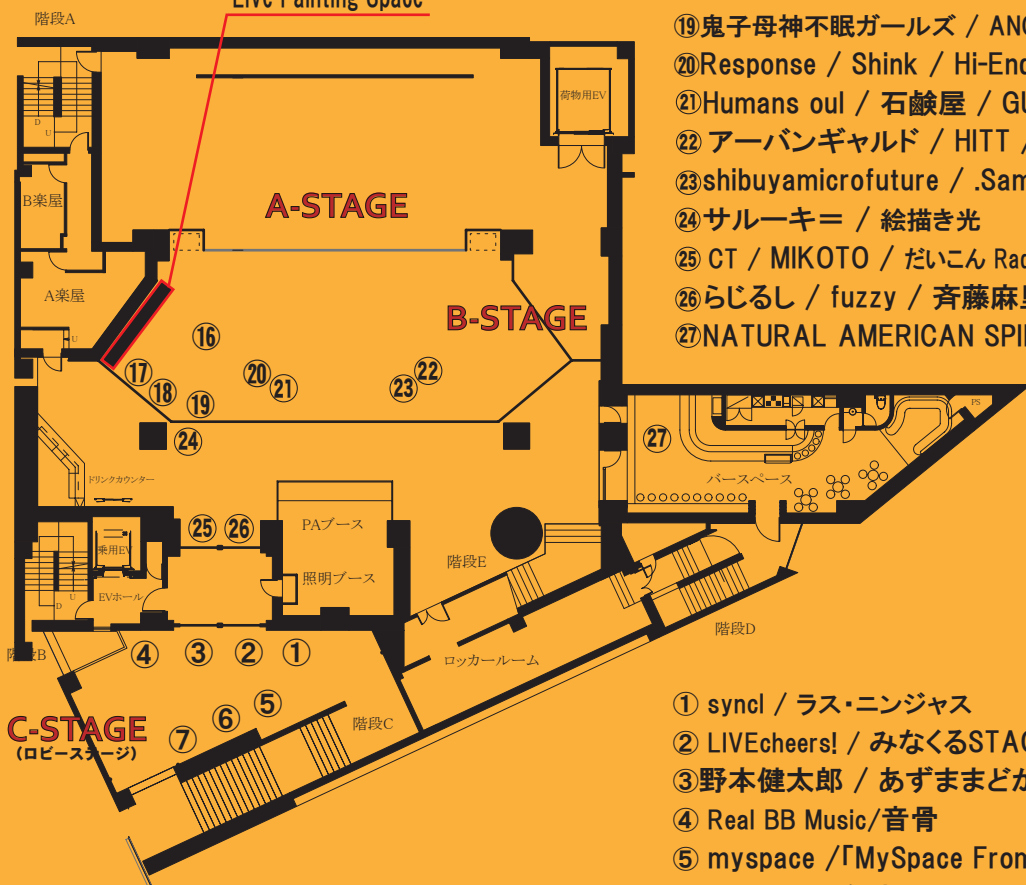 Live Painting Space
階段A
荷物用EV
D
U
B楽屋
A-STAGE
A楽屋
U
B-STAGE
⑯
⑰
⑱
⑲
⑳
㉑
㉒
㉓
㉔
㉗
PS
バースペース
ドリンクカウンター
㉕
㉖
PAブース
照明ブース
乗用EV
EVホール
U
D
階段E
階段D
階段B
ロッカールーム
④
③
②
①
⑤
⑥
⑦
階段C
C-STAGE
(ロビーステージ)
⑲鬼子母神不眠ガールズ / AN
⑳Response / Shink / Hi-End
㉑Humans oul / 石鹸屋 / GU
㉒ アーバンギャルド / HITT /
㉓shibuyamicrofuture / .Sam
㉔サルーキ＝ / 絵描き光
㉕ CT / MIKOTO / だいこん Rad
㉖らじるし / fuzzy / 斉藤麻里
㉗NATURAL AMERICAN SPI
① syncl / ラス・ニンジャス
② LIVEcheers! / みなくるSTAG
③野本健太郎 / あずままどか
④ Real BB Music/音骨
⑤ myspace /「MySpace From